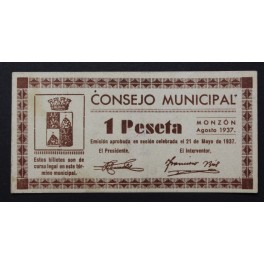 CONSEJO MUNICIPAL
MONZÓN
Agosto 1937.
1 Peseta
Emisión aprobada en sesión celebrada el 21 de Mayo de 1937.
El Presidente,
El Interventor,
Estos billetes son de
curso legal en este tér-
mino municipal.
Francisco